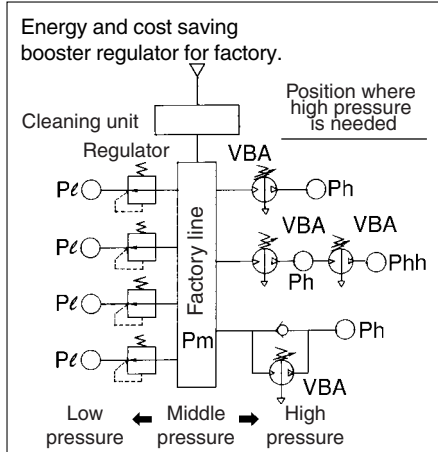 Energy and cost saving
booster regulator for factory.
Cleaning unit
Position where
high pressure
is needed
Regulator
VBA
Pℓ
Ph
Factory line
VBA
VBA
Pℓ
Ph
Phh
Pℓ
Pm
Ph
Pℓ
VBA
Low
pressure
Middle
pressure
High
pressure